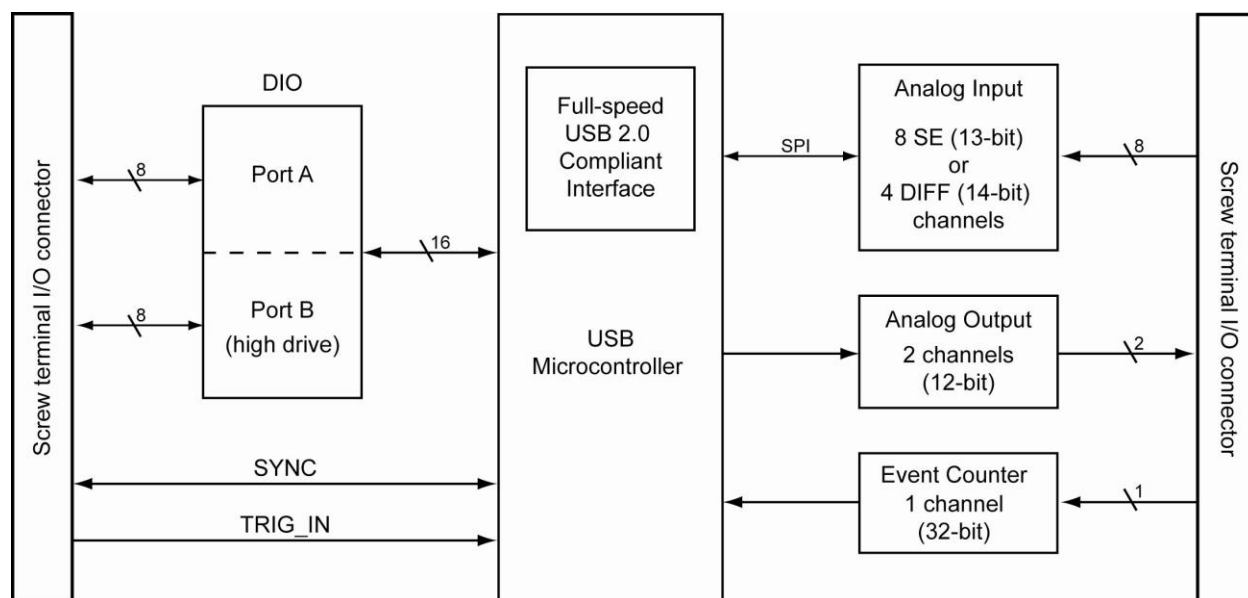 Screw terminal I/O connector
DIO
Port A
Port B
(high drive)
8
8
16
SYNC
TRIG_IN
Full-speed
USB 2.0
Compliant
Interface
USB
Microcontroller
SPI
Analog Input
8 SE (13-bit)
or
4 DIFF (14-bit)
channels
8
Analog Output
2 channels
(12-bit)
2
Event Counter
1 channel
(32-bit)
1
Screw terminal I/O connector